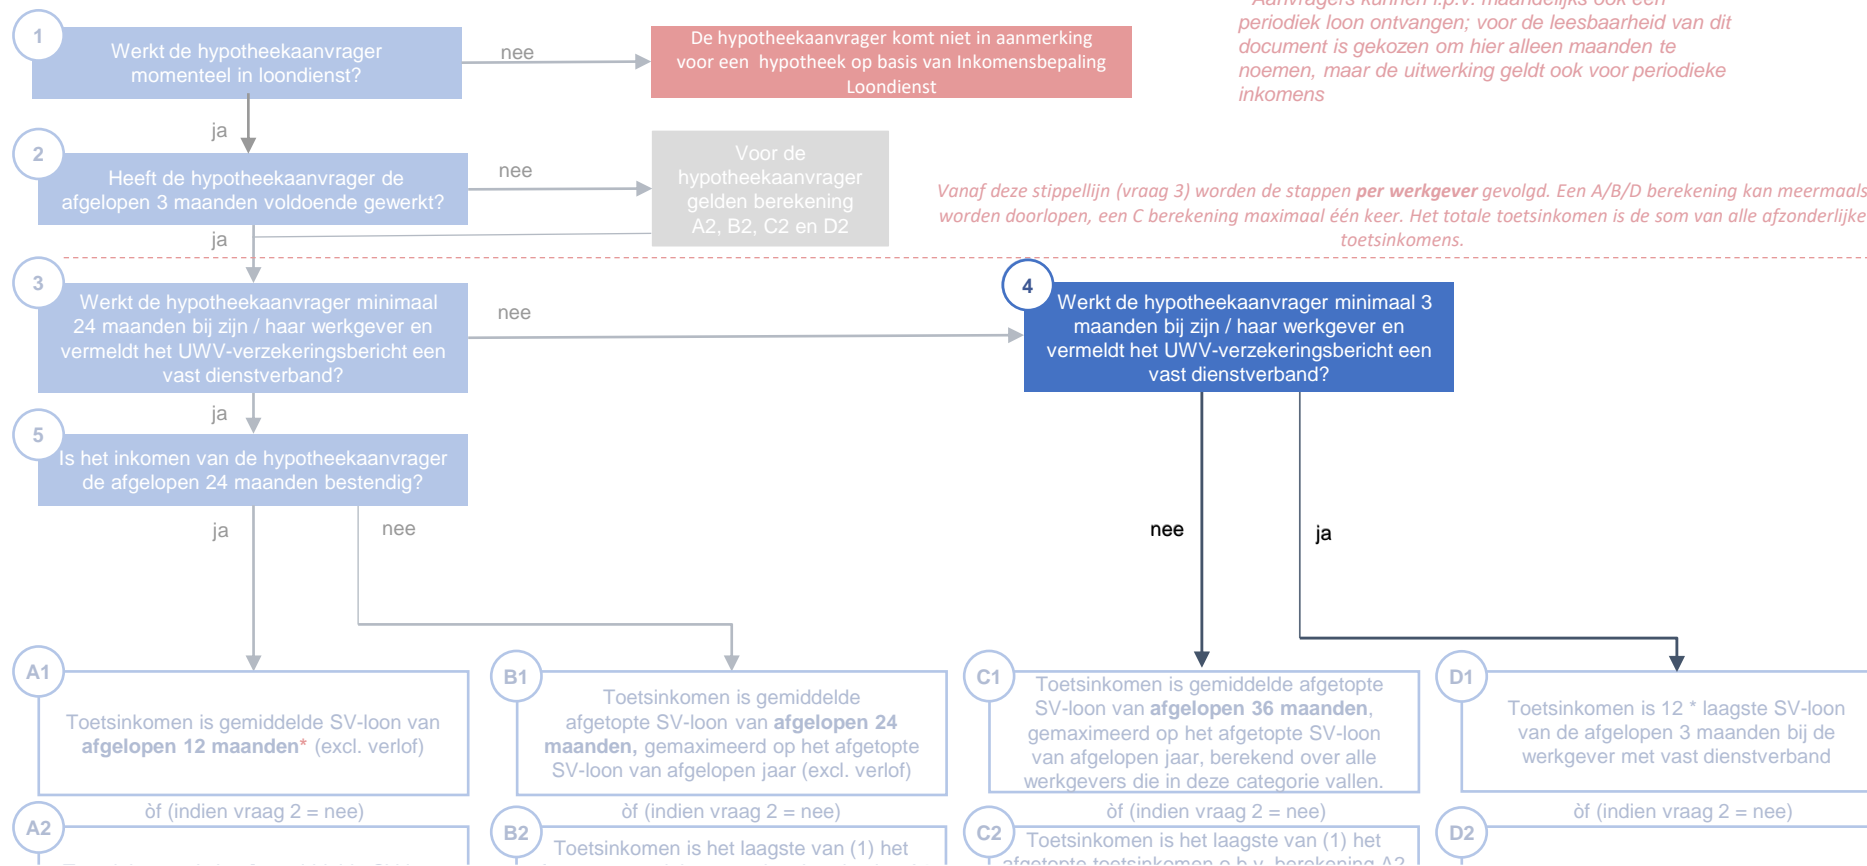 * Aanvragers kunnen i.p.v. maandelijks ook een
periodiek loon ontvangen; voor de leesbaarheid van dit
document is gekozen om hier alleen maanden te
noemen, maar de uitwerking geldt ook voor periodieke
inkomens
1
Werkt de hypotheekaanvrager
momenteel in loondienst?
nee
De hypotheekaanvrager komt niet in aanmerking
voor een hypotheek op basis van Inkomensbepaling
Loondienst
ja
2
Heeft de hypotheekaanvrager de
afgelopen 3 maanden voldoende gewerkt?
nee
Voor de
hypotheekaanvrager
gelden berekening
A2, B2, C2 en D2
ja
Vanaf deze stippellijn (vraag 3) worden de stappen per werkgever gevolgd. Een A/B/D berekening kan meermaals
worden doorlopen, een C berekening maximaal één keer. Het totale toetsinkomen is de som van alle afzonderlijke
toetsinkomens.
3
Werkt de hypotheekaanvrager minimaal
24 maanden bij zijn / haar werkgever en
vermeldt het UWV-verzekeringsbericht een
vast dienstverband?
nee
4
Werkt de hypotheekaanvrager minimaal 3
maanden bij zijn / haar werkgever en
vermeldt het UWV-verzekeringsbericht een
vast dienstverband?
ja
5
Is het inkomen van de hypotheekaanvrager
de afgelopen 24 maanden bestendig?
ja
nee
nee
ja
A1
Toetsinkomen is gemiddelde SV-loon van
afgelopen 12 maanden* (excl. verlof)
B1
Toetsinkomen is gemiddelde
afgetopte SV-loon van afgelopen 24
maanden, gemaximeerd op het afgetopte
SV-loon van afgelopen jaar (excl. verlof)
C1
Toetsinkomen is gemiddelde afgetopte
SV-loon van afgelopen 36 maanden,
gemaximeerd op het afgetopte SV-loon
van afgelopen jaar, berekend over alle
werkgevers die in deze categorie vallen.
D1
Toetsinkomen is 12 * laagste SV-loon
van de afgelopen 3 maanden bij de
werkgever met vast dienstverband
òf (indien vraag 2 = nee)
òf (indien vraag 2 = nee)
òf (indien vraag 2 = nee)
òf (indien vraag 2 = nee)
A2
B2
Toetsinkomen is het laagste van (1) het
C2
Toetsinkomen is het laagste van (1) het
afgetopte toetsinkomen o.b.v. berekening A2
D2